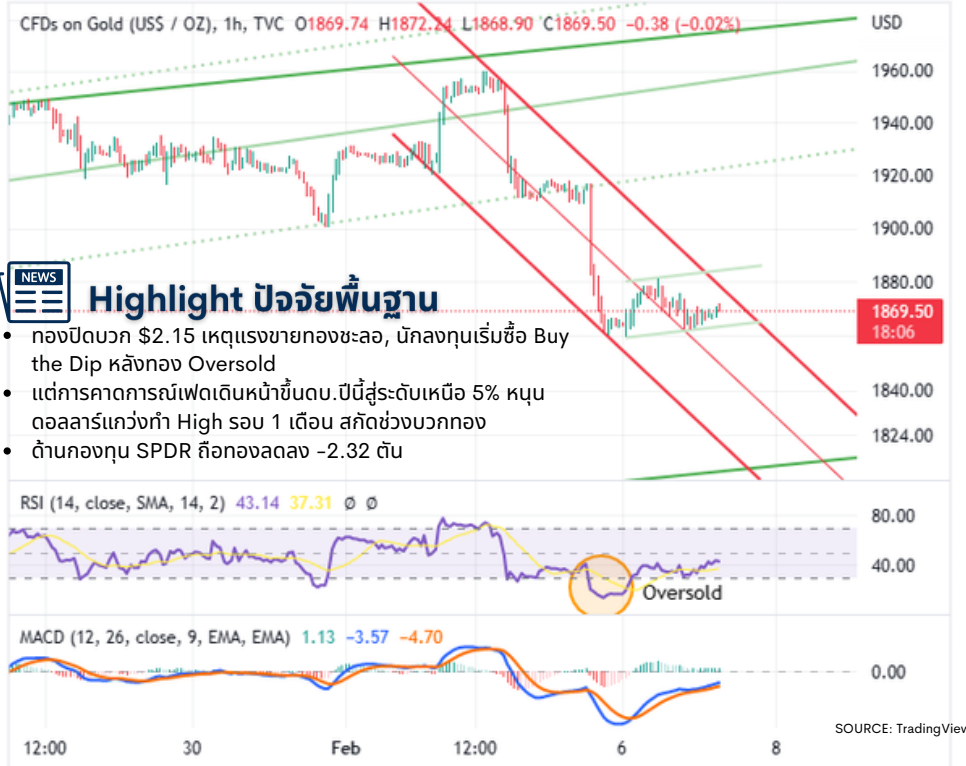 CFDs on Gold (US$ / OZ), 1h, TVC O1869.74 H1872.24 L1868.90 C1869.50 −0.38 (−0.02%)
USD
1960.00
1940.00
1920.00
1900.00
1880.00
1869.50
18:06
1840.00
1824.00
NEWS
Highlight ปัจจัยพื้นฐาน
• ทองปิดบวก $2.15 เหตุแรงขายทองชะลอ, นักลงทุนเริ่มซื้อ Buy
the Dip หลังทอง Oversold
• แต่การคาดการณ์เฟดเดินหน้าขึ้นดบ.ปีนี้สู่ระดับเหนือ 5% หนุน
ดอลลาร์แกว่งทำ High รอบ 1 เดือน สกัดช่วงบวกทอง
• ด้านกองทุน SPDR ถือทองลดลง -2.32 ตัน
RSI (14, close, SMA, 14, 2) 43.14 37.31 Ø Ø
80.00
40.00
Oversold
MACD (12, 26, close, 9, EMA, EMA) 1.13 −3.57 −4.70
0.00
SOURCE: TradingView
12:00 30 Feb 12:00 6 8